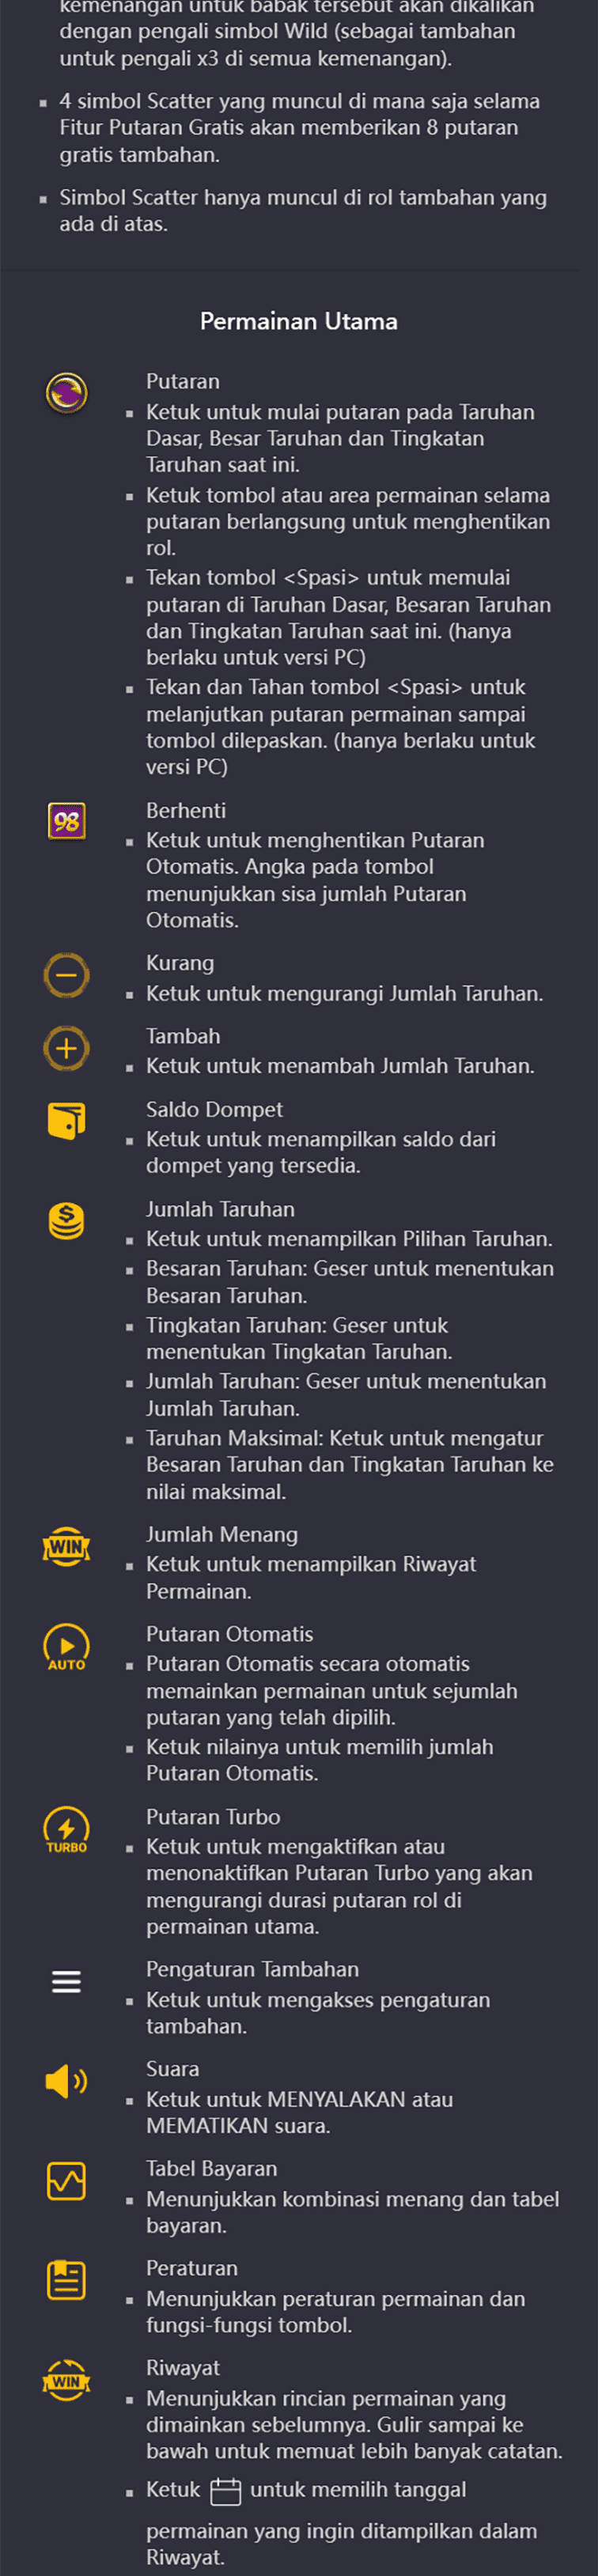 kemenangan untuk babak tersebut akan dikalikan
dengan pengali simbol Wild (sebagai tambahan
untuk pengali x3 di semua kemenangan).
4 simbol Scatter yang muncul di mana saja selama
Fitur Putaran Gratis akan memberikan 8 putaran
gratis tambahan.
Simbol Scatter hanya muncul di rol tambahan yang
ada di atas.
Permainan Utama
Putaran
Ketuk untuk mulai putaran pada Taruhan
Dasar, Besar Taruhan dan Tingkatan
Taruhan saat ini.
Ketuk tombol atau area permainan selama
putaran berlangsung untuk menghentikan
rol.
Tekan tombol <Spasi> untuk memulai
putaran di Taruhan Dasar, Besaran Taruhan
dan Tingkatan Taruhan saat ini. (hanya
berlaku untuk versi PC)
Tekan dan Tahan tombol <Spasi> untuk
melanjutkan putaran permainan sampai
tombol dilepaskan. (hanya berlaku untuk
versi PC)
98
Berhenti
Ketuk untuk menghentikan Putaran
Otomatis. Angka pada tombol
menunjukkan sisa jumlah Putaran
Otomatis.
Kurang
Ketuk untuk mengurangi Jumlah Taruhan.
Tambah
Ketuk untuk menambah Jumlah Taruhan.
Saldo Dompet
Ketuk untuk menampilkan saldo dari
dompet yang tersedia.
Jumlah Taruhan
Ketuk untuk menampilkan Pilihan Taruhan.
Besaran Taruhan: Geser untuk menentukan
Besaran Taruhan.
Tingkatan Taruhan: Geser untuk
menentukan Tingkatan Taruhan.
Jumlah Taruhan: Geser untuk menentukan
Jumlah Taruhan.
Taruhan Maksimal: Ketuk untuk mengatur
Besaran Taruhan dan Tingkatan Taruhan ke
nilai maksimal.
WIN
Jumlah Menang
Ketuk untuk menampilkan Riwayat
Permainan.
AUTO
Putaran Otomatis
Putaran Otomatis secara otomatis
memainkan permainan untuk sejumlah
putaran yang telah dipilih.
Ketuk nilainya untuk memilih jumlah
Putaran Otomatis.
TURBO
Putaran Turbo
Ketuk untuk mengaktifkan atau
menonaktifkan Putaran Turbo yang akan
mengurangi durasi putaran rol di
permainan utama.
Pengaturan Tambahan
Ketuk untuk mengakses pengaturan
tambahan.
Suara
Ketuk untuk MENYALAKAN atau
MEMATIKAN suara.
Tabel Bayaran
Menunjukkan kombinasi menang dan tabel
bayaran.
Peraturan
Menunjukkan peraturan permainan dan
fungsi-fungsi tombol.
WIN
Riwayat
Menunjukkan rincian permainan yang
dimainkan sebelumnya. Gulir sampai ke
bawah untuk memuat lebih banyak catatan.
Ketuk untuk memilih tanggal
permainan yang ingin ditampilkan dalam
Riwayat.